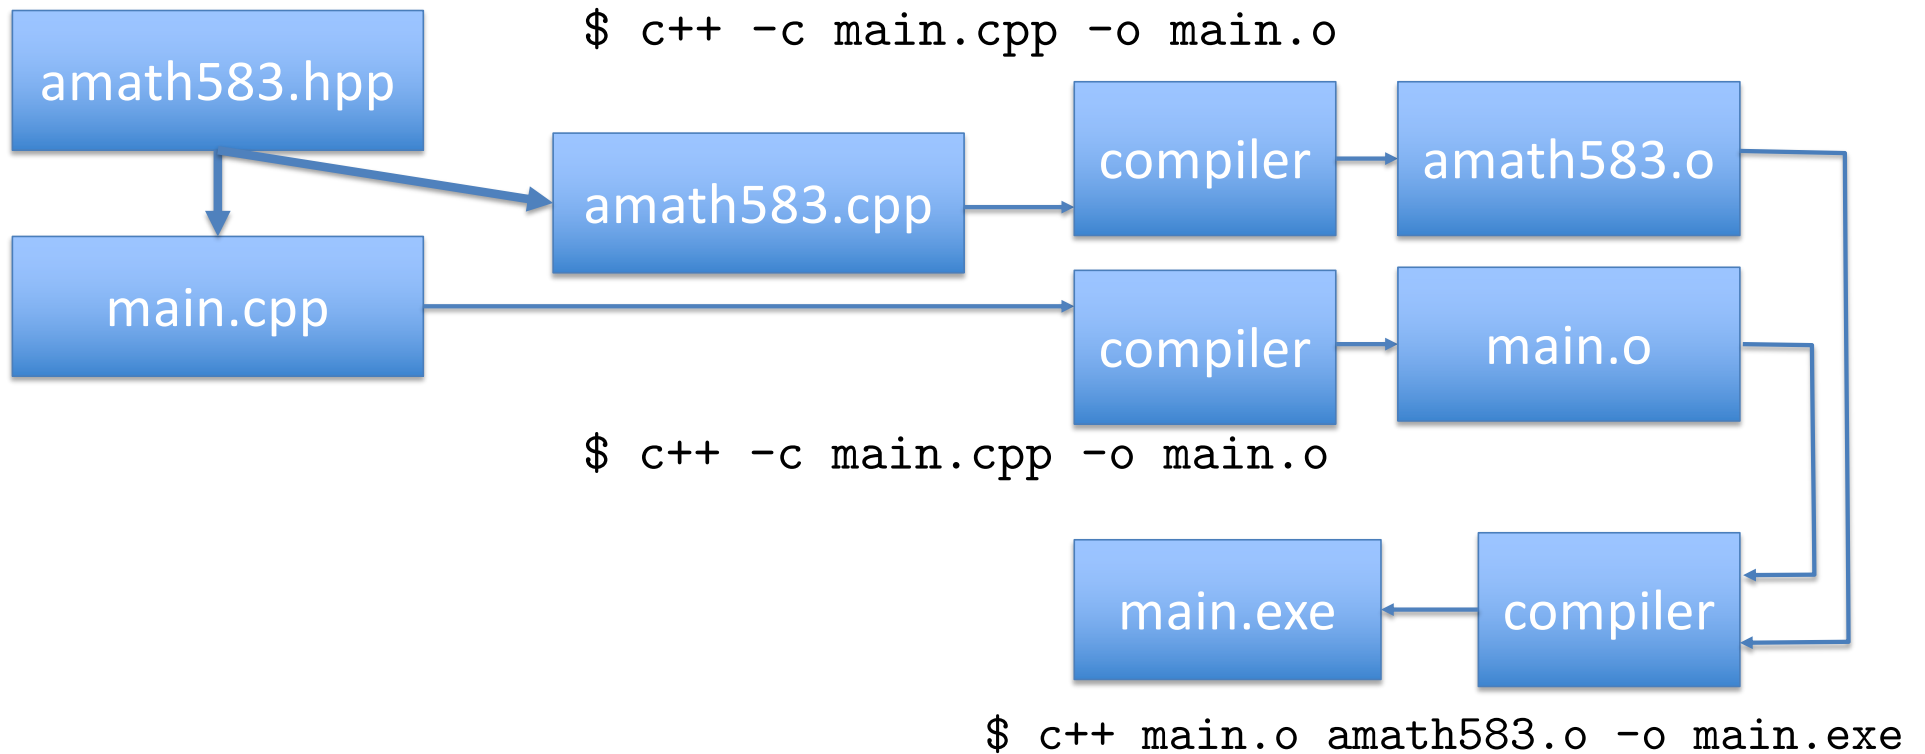 $ c++ -c main.cpp -o main.o
amath583.hpp
compiler
amath583.o
amath583.cpp
main.cpp
compiler
main.o
$ c++ -c main.cpp -o main.o
main.exe
compiler
$ c++ main.o amath583.o -o main.exe